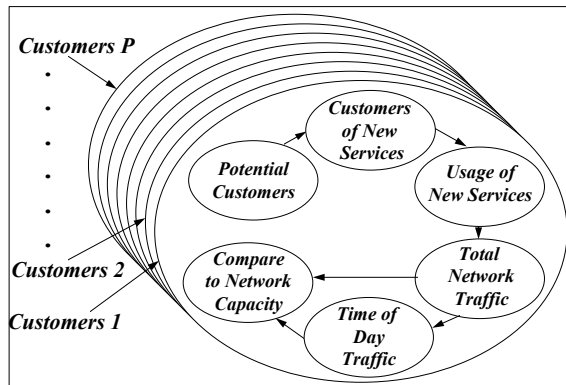 Customers P
Customers
of New
Services
Potential
Customers
Usage of
New Services
Compare
to Network
Capacity
Total
Network
Traffic
Customers 2
Customers 1
Time of
Day
Traffic